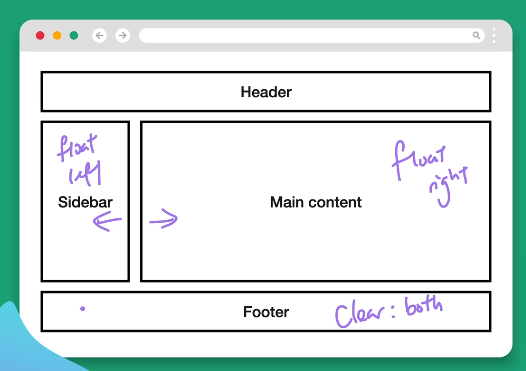 Header
float
left
Sidebar
float
right
Main content
Footer
Clear: both